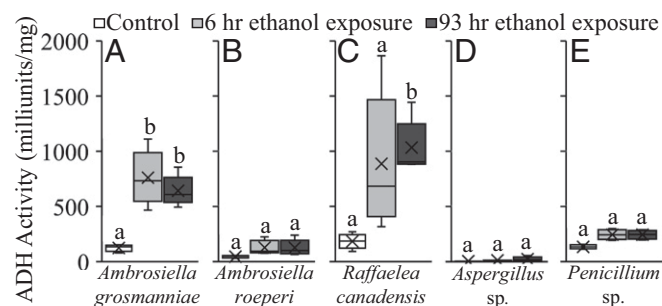 Control 6 hr ethanol exposure 93 hr ethanol exposure
ADH Activity (milliunits/mg)
2000
1500
1000
500
0
A B C D E
a b b
a a a
a a b
a a a
a a a
Ambrosiella Ambrosiella Raffaelea Aspergillus Penicillium
grosmanniae roeperi canadensis sp. sp.